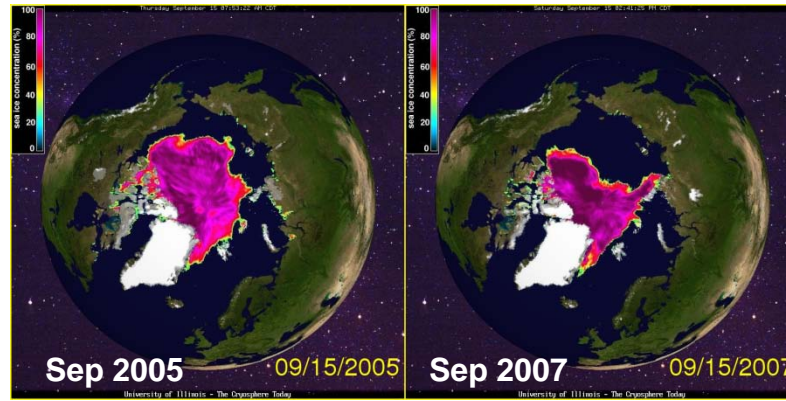 Thursday September 15 07:53:22 AM CDT
100
80
60
40
20
0
sea ice concentration (%)
Sep 2005
09/15/2005
University of Illinois - The Cryosphere Today
Saturday September 15 02:41:25 PM CDT
100
80
60
40
20
0
sea ice concentration (%)
Sep 2007
09/15/2007
University of Illinois - The Cryosphere Today